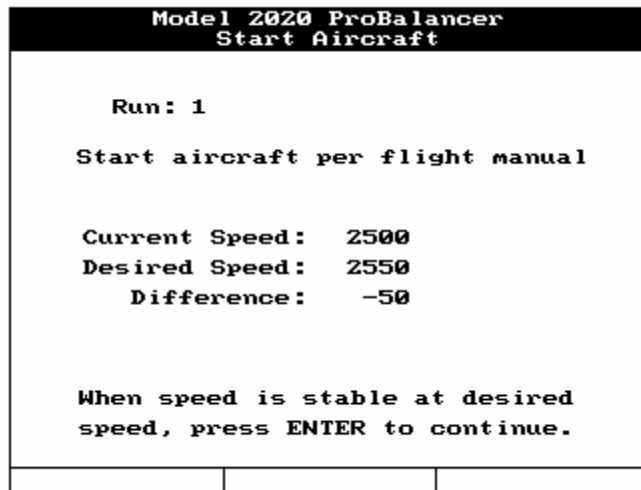 Model 2020 ProBalancer
Start Aircraft
Run: 1
Start aircraft per flight manual
Current Speed: 2500
Desired Speed: 2550
Difference: -50
When speed is stable at desired
speed, press ENTER to continue.